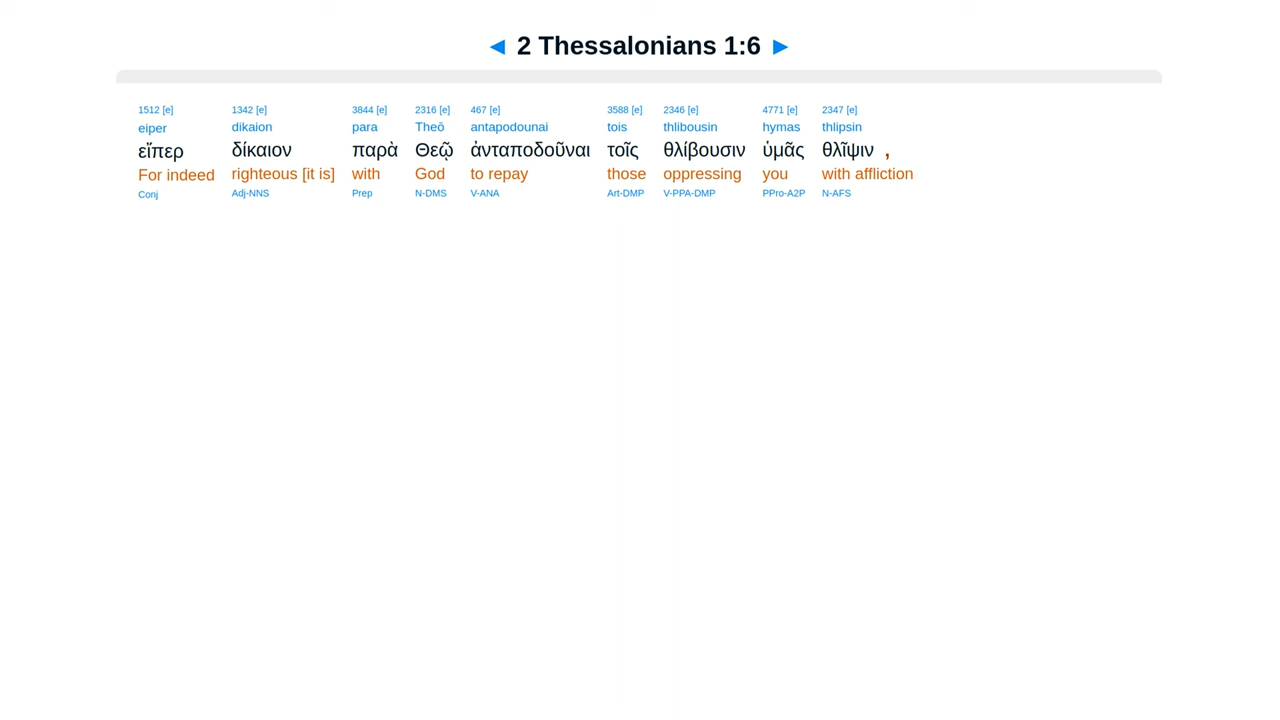 ◄ 2 Thessalonians 1:6 ►
1512 [e] 1342 [e] 3844 [e] 2316 [e] 467 [e] 3588 [e] 2346 [e] 4771 [e] 2347 [e]
eiper dikaion para Theō antapodounai tois thlibousin hymas thlipsin
εἴπερ δίκαιον παρὰ Θεῷ ἀνταποδοῦναι τοῖς θλίβουσιν ὑμᾶς θλῖψιν ,
For indeed righteous [it is] with God to repay those oppressing you with affliction
Conj Adj-NNS Prep N-DMS V-ANA Art-DMP V-PPA-DMP PPro-A2P N-AFS